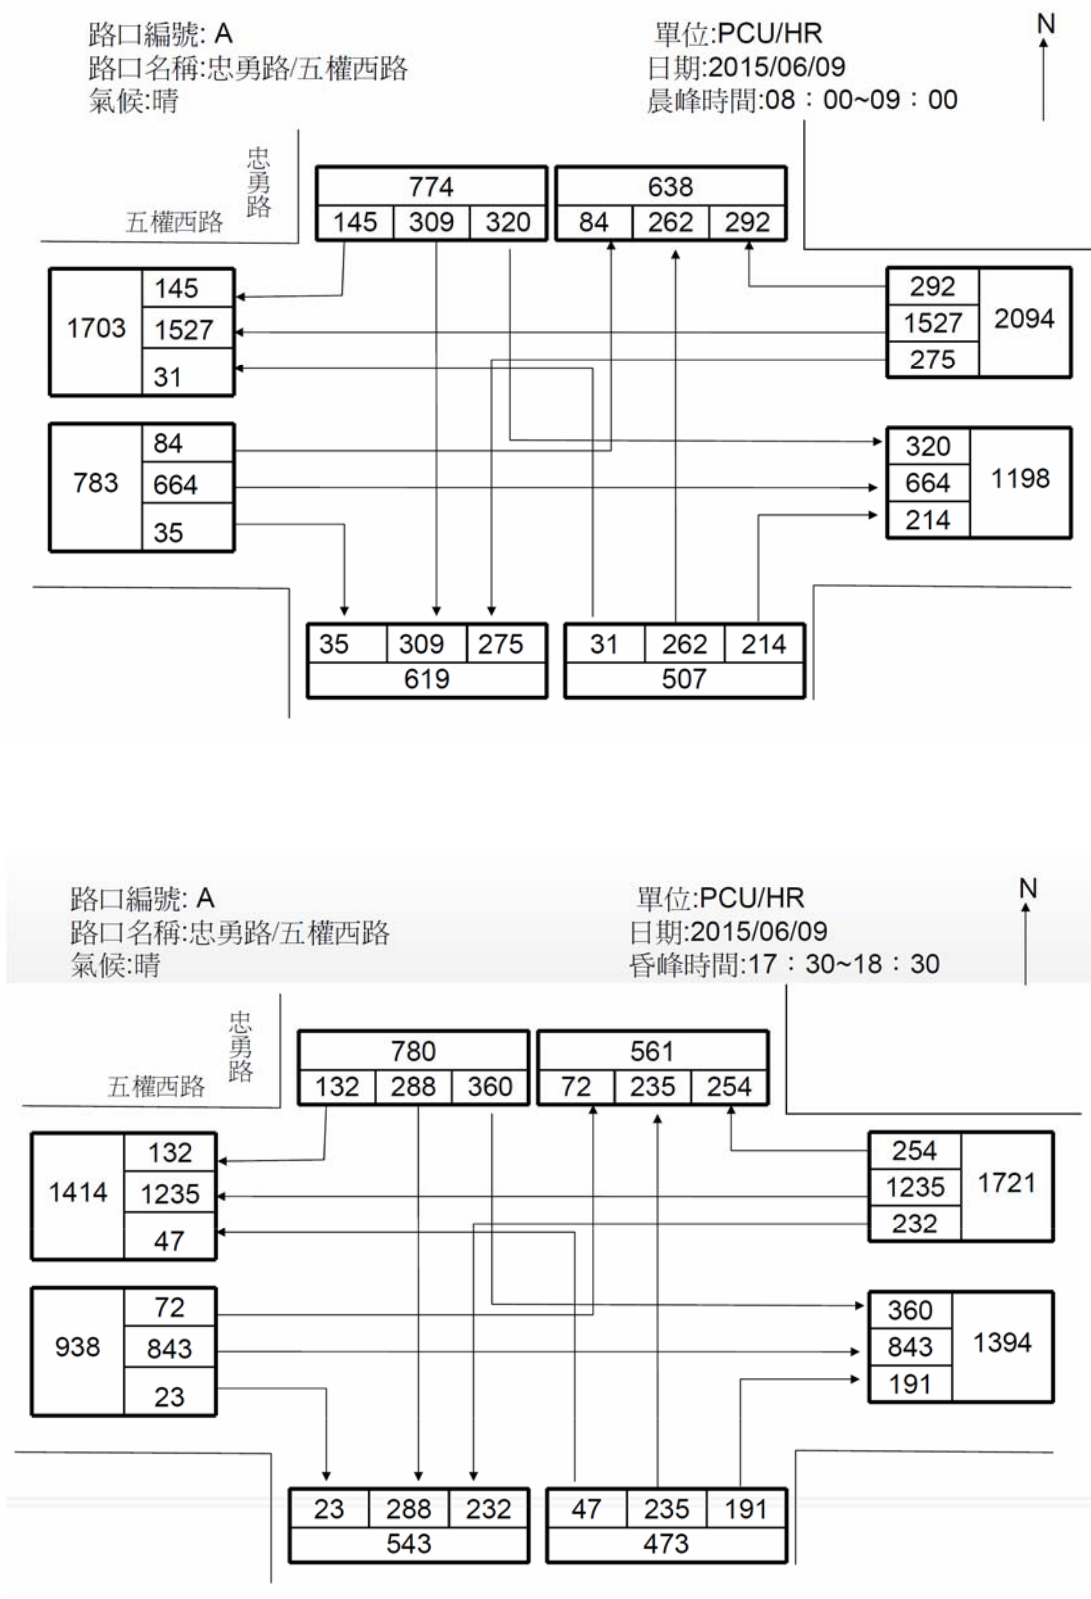 路口編號: A
路口名稱:忠勇路/五權西路
氣候:晴
單位:PCU/HR
日期:2015/06/09
晨峰時間:08：00~09：00
N
忠勇路
五權西路
774
145 309 320
638
84 262 292
1703
145
1527
31
292
1527
275
2094
783
84
664
35
320
664
214
1198
35 309 275
619
31 262 214
507
路口編號: A
路口名稱:忠勇路/五權西路
氣候:晴
單位:PCU/HR
日期:2015/06/09
昏峰時間:17：30~18：30
N
忠勇路
五權西路
780
132 288 360
561
72 235 254
1414
132
1235
47
254
1235
232
1721
938
72
843
23
360
843
191
1394
23 288 232
543
47 235 191
473